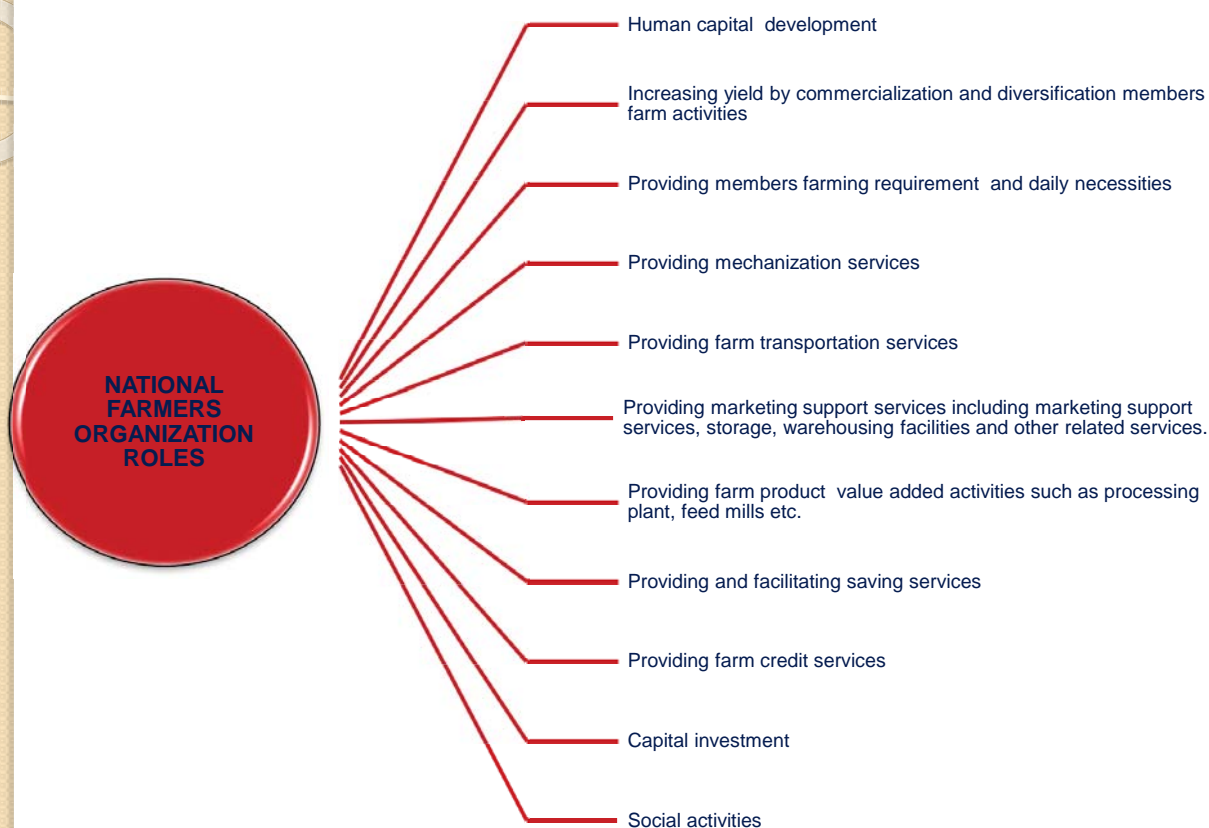 Human capital  development
Increasing yield by commercialization and diversification members
farm activities
Providing members farming requirement  and daily necessities
Providing mechanization services
Providing farm transportation services
NATIONAL
FARMERS
ORGANIZATION
ROLES
Providing marketing support services including marketing support
services, storage, warehousing facilities and other related services.
Providing farm product  value added activities such as processing
plant, feed mills etc.
Providing and facilitating saving services
Providing farm credit services
Capital investment
Social activities